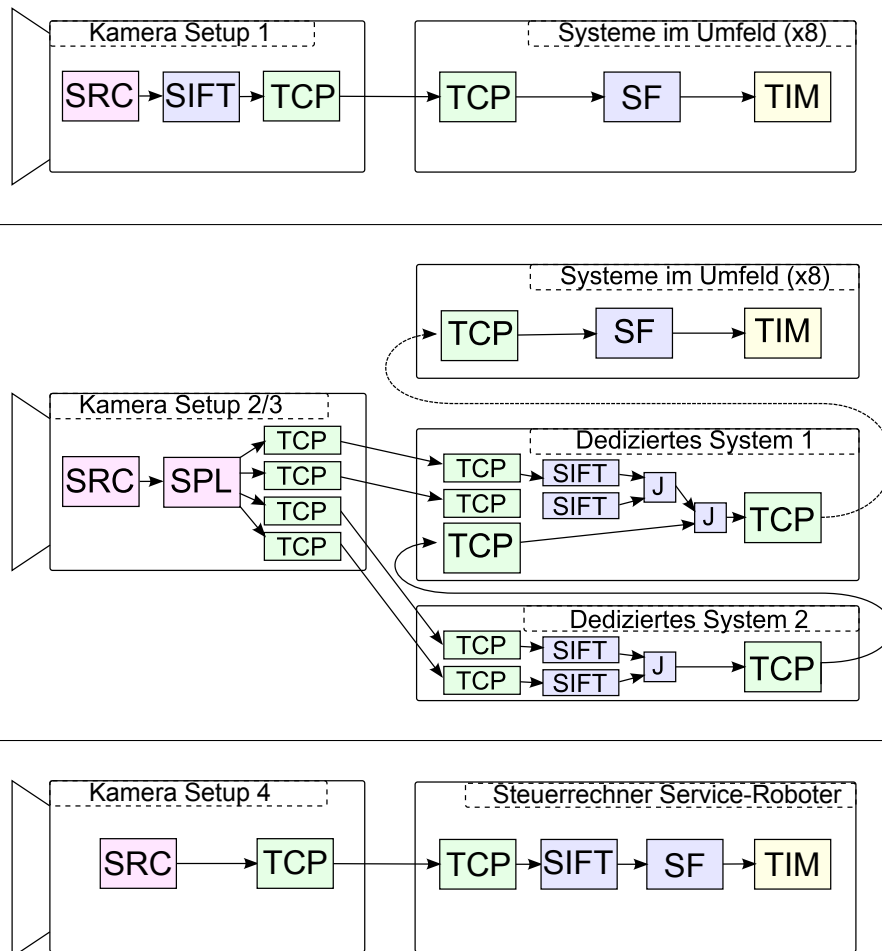 Kamera Setup 1
SRC SIFT TCP
Systeme im Umfeld (x8)
TCP SF TIM
Systeme im Umfeld (x8)
TCP SF TIM
Kamera Setup 2/3
SRC SPL TCP
TCP
TCP
TCP
Dediziertes System 1
TCP SIFT J
TCP SIFT J TCP
TCP
Dediziertes System 2
TCP SIFT J TCP
TCP SIFT
Kamera Setup 4
SRC TCP
Steuerrechner Service-Roboter
TCP SIFT SF TIM